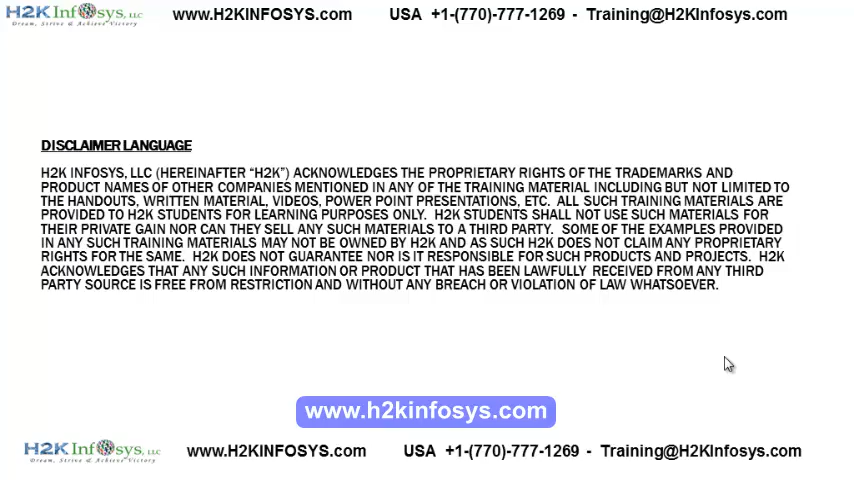 H2K Infosys, LLC www.H2KINFOSYS.com USA +1-(770)-777-1269 - Training@H2KInfosys.com
Dream, Strive & Achieve Victory
DISCLAIMER LANGUAGE
H2K INFOSYS, LLC (HEREINAFTER “H2K”) ACKNOWLEDGES THE PROPRIETARY RIGHTS OF THE TRADEMARKS AND
PRODUCT NAMES OF OTHER COMPANIES MENTIONED IN ANY OF THE TRAINING MATERIAL INCLUDING BUT NOT LIMITED TO
THE HANDOUTS, WRITTEN MATERIAL, VIDEOS, POWER POINT PRESENTATIONS, ETC. ALL SUCH TRAINING MATERIALS ARE
PROVIDED TO H2K STUDENTS FOR LEARNING PURPOSES ONLY. H2K STUDENTS SHALL NOT USE SUCH MATERIALS FOR
THEIR PRIVATE GAIN NOR CAN THEY SELL ANY SUCH MATERIALS TO A THIRD PARTY. SOME OF THE EXAMPLES PROVIDED
IN ANY SUCH TRAINING MATERIALS MAY NOT BE OWNED BY H2K AND AS SUCH H2K DOES NOT CLAIM ANY PROPRIETARY
RIGHTS FOR THE SAME. H2K DOES NOT GUARANTEE NOR IS IT RESPONSIBLE FOR SUCH PRODUCTS AND PROJECTS. H2K
ACKNOWLEDGES THAT ANY SUCH INFORMATION OR PRODUCT THAT HAS BEEN LAWFULLY RECEIVED FROM ANY THIRD
PARTY SOURCE IS FREE FROM RESTRICTION AND WITHOUT ANY BREACH OR VIOLATION OF LAW WHATSOEVER.
www.h2kinfosys.com
H2K Infosys, LLC www.H2KINFOSYS.com USA +1-(770)-777-1269 - Training@H2KInfosys.com
Dream, Strive & Achieve Victory